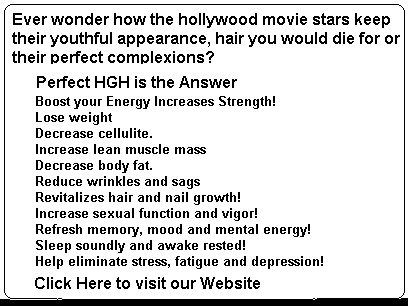 Ever wonder how the hollywood movie stars keep
their youthful appearance, hair you would die for or
their perfect complexions?
Perfect HGH is the Answer
Boost your Energy Increases Strength!
Lose weight
Decrease cellulite.
Increase lean muscle mass
Decrease body fat.
Reduce wrinkles and sags
Revitalizes hair and nail growth!
Increase sexual function and vigor!
Refresh memory, mood and mental energy!
Sleep soundly and awake rested!
Help eliminate stress, fatigue and depression!
Click Here to visit our Website